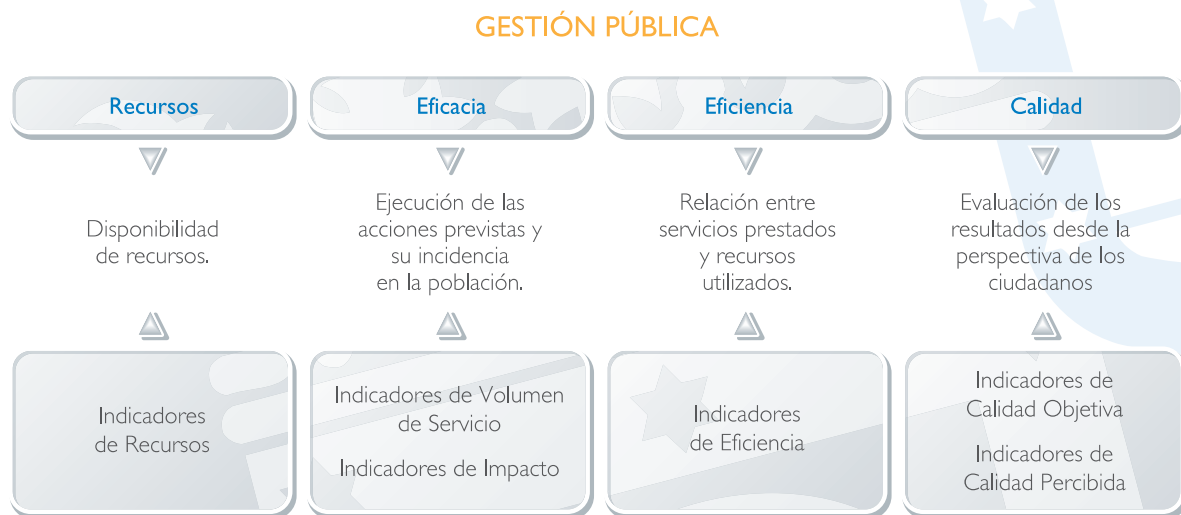 GESTIÓN PÚBLICA
Recursos
Disponibilidad
de recursos.
Indicadores
de Recursos
Eficacia
Ejecución de las
acciones previstas y
su incidencia
en la población.
Indicadores de Volumen
de Servicio
Indicadores de Impacto
Eficiencia
Relación entre
servicios prestados
y recursos
utilizados.
Indicadores
de Eficiencia
Calidad
Evaluación de los
resultados desde la
perspectiva de los
ciudadanos
Indicadores de
Calidad Objetiva
Indicadores de
Calidad Percibida